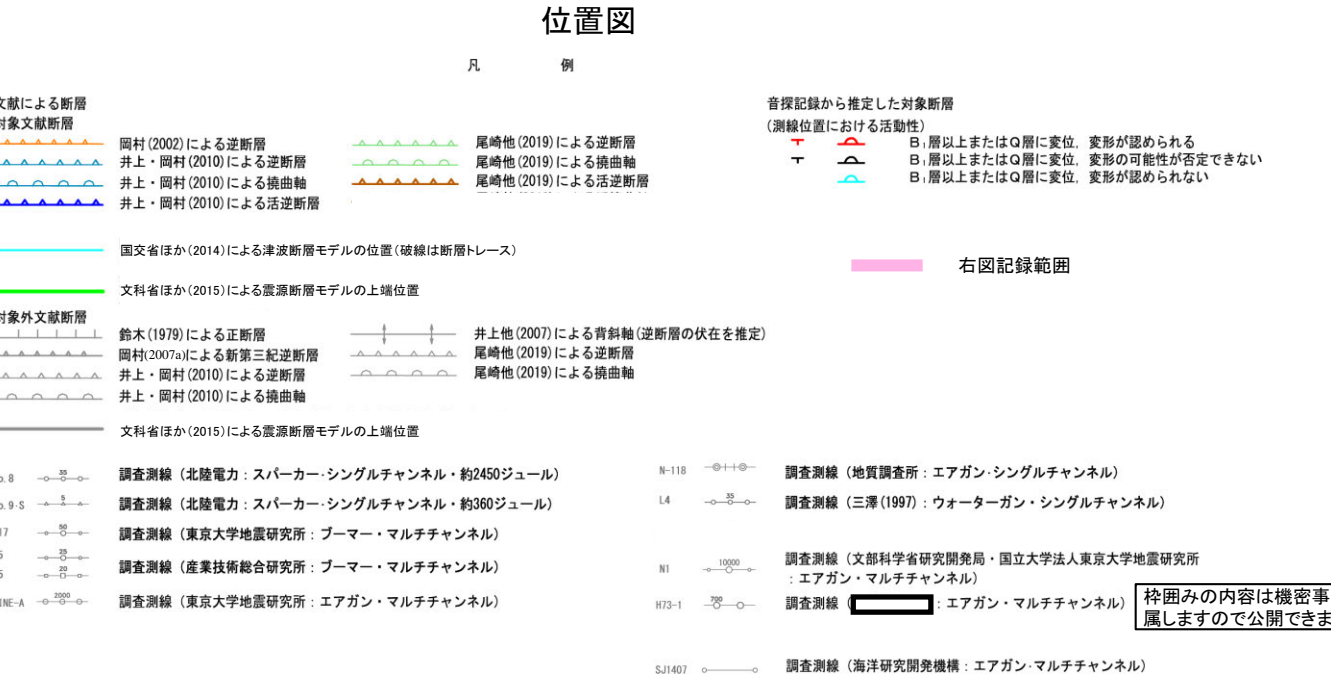 位置図
凡 例
文献による断層
対象文献断層
岡村(2002)による逆断層
井上・岡村(2010)による逆断層
井上・岡村(2010)による撓曲軸
井上・岡村(2010)による活逆断層
尾崎他(2019)による逆断層
尾崎他(2019)による撓曲軸
尾崎他(2019)による活逆断層
国交省ほか(2014)による津波断層モデルの位置(破線は断層トレース)
文科省ほか(2015)による震源断層モデルの上端位置
対象外文献断層
鈴木(1979)による正断層
岡村(2007a)による新第三紀逆断層
井上・岡村(2010)による逆断層
井上・岡村(2010)による撓曲軸
井上他(2007)による背斜軸(逆断層の伏在を推定)
尾崎他(2019)による逆断層
尾崎他(2019)による撓曲軸
文科省ほか(2015)による震源断層モデルの上端位置
音探記録から推定した対象断層
(測線位置における活動性)
B₁層以上またはQ層に変位，変形が認められる
B₁層以上またはQ層に変位，変形の可能性が否定できない
B₁層以上またはQ層に変位，変形が認められない
右図記録範囲
o.8 35 調査測線（北陸電力：スパーカー・シングルチャンネル・約2450ジュール）
o.9-S 5 調査測線（北陸電力：スパーカー・シングルチャンネル・約360ジュール）
17 50 調査測線（東京大学地震研究所：ブーマー・マルチチャンネル）
5 25
5 20 調査測線（産業技術総合研究所：ブーマー・マルチチャンネル）
INE-A 2000 調査測線（東京大学地震研究所：エアガン・マルチチャンネル）
N-118 調査測線（地質調査所：エアガン・シングルチャンネル）
L4 35 調査測線（三澤(1997)：ウォーターガン・シングルチャンネル）
N1 10000 調査測線（文部科学省研究開発局・国立大学法人東京大学地震研究所
：エアガン・マルチチャンネル）
H73-1 700 調査測線（ ：エアガン・マルチチャンネル）
枠囲みの内容は機密事
属しますので公開できま
SJ1407 調査測線（海洋研究開発機構：エアガン・マルチチャンネル）